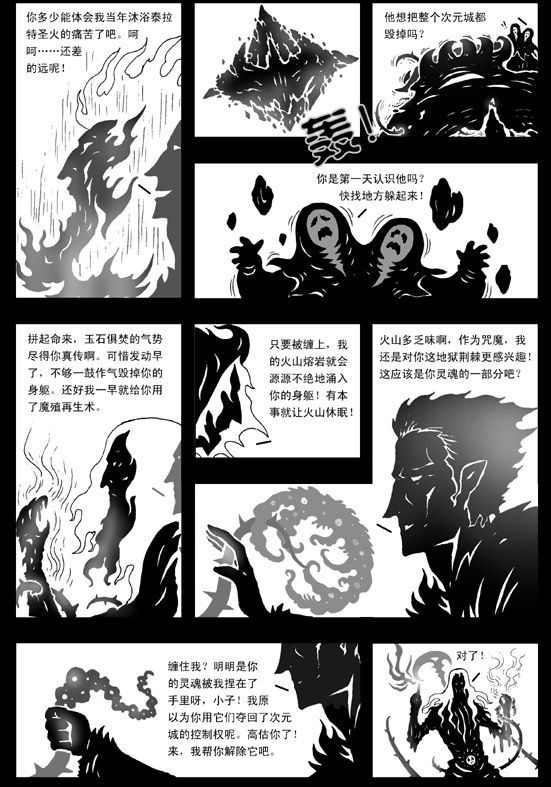 你多少能体会我当年沐浴泰拉
特圣火的痛苦了吧。呵
呵……还差
的远呢！
他想把整个次元城都
毁掉吗？
轰!!
你是第一天认识他吗？
快找地方躲起来！
拼起命来，玉石俱焚的气势
尽得你真传啊。可惜发动早
了，不够一鼓作气毁掉你的
身躯。还好我一早就给你用
了魔殖再生术。
只要被缠上，我
的火山熔岩就会
源源不绝地涌入
你的身躯！有本
事就让火山休眠！
火山多乏味啊，作为咒魔，我
还是对你这地狱荆棘更感兴趣！
这应该是你灵魂的一部分吧？
缠住我？明明是你
的灵魂被我捏在了
手里呀，小子！我原
以为你用它们夺回了次元
城的控制权呢。高估你了！
来，我帮你解除它吧。
对了！